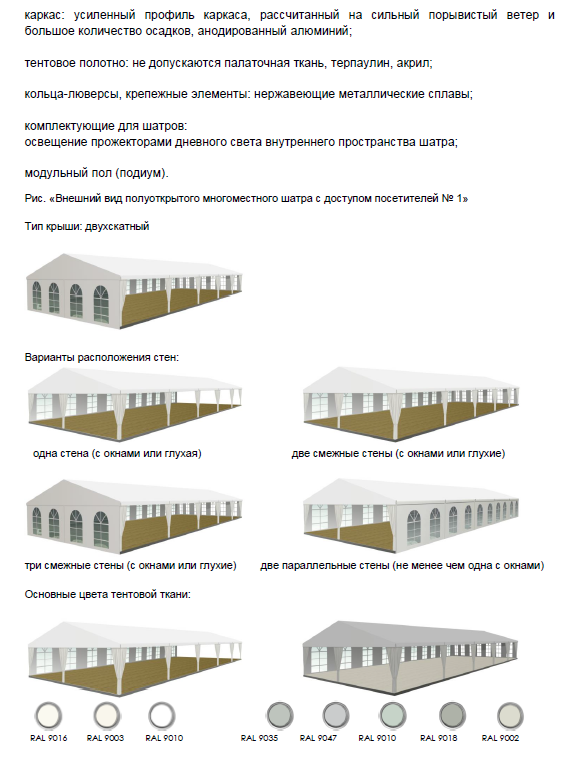 каркас: усиленный профиль каркаса, рассчитанный на сильный порывистый ветер и
большое количество осадков, анодированный алюминий;
тентовое полотно: не допускаются палаточная ткань, терпаулин, акрил;
кольца-люверсы, крепежные элементы: нержавеющие металлические сплавы;
комплектующие для шатров:
освещение прожекторами дневного света внутреннего пространства шатра;
модульный пол (подиум).
Рис. «Внешний вид полуоткрытого многоместного шатра с доступом посетителей № 1»
Тип крыши: двухскатный
Варианты расположения стен:
одна стена (с окнами или глухая)
две смежные стены (с окнами или глухие)
три смежные стены (с окнами или глухие)
две параллельные стены (не менее чем одна с окнами)
Основные цвета тентовой ткани:
RAL 9016 RAL 9003 RAL 9010 RAL 9035 RAL 9047 RAL 9010 RAL 9018 RAL 9002